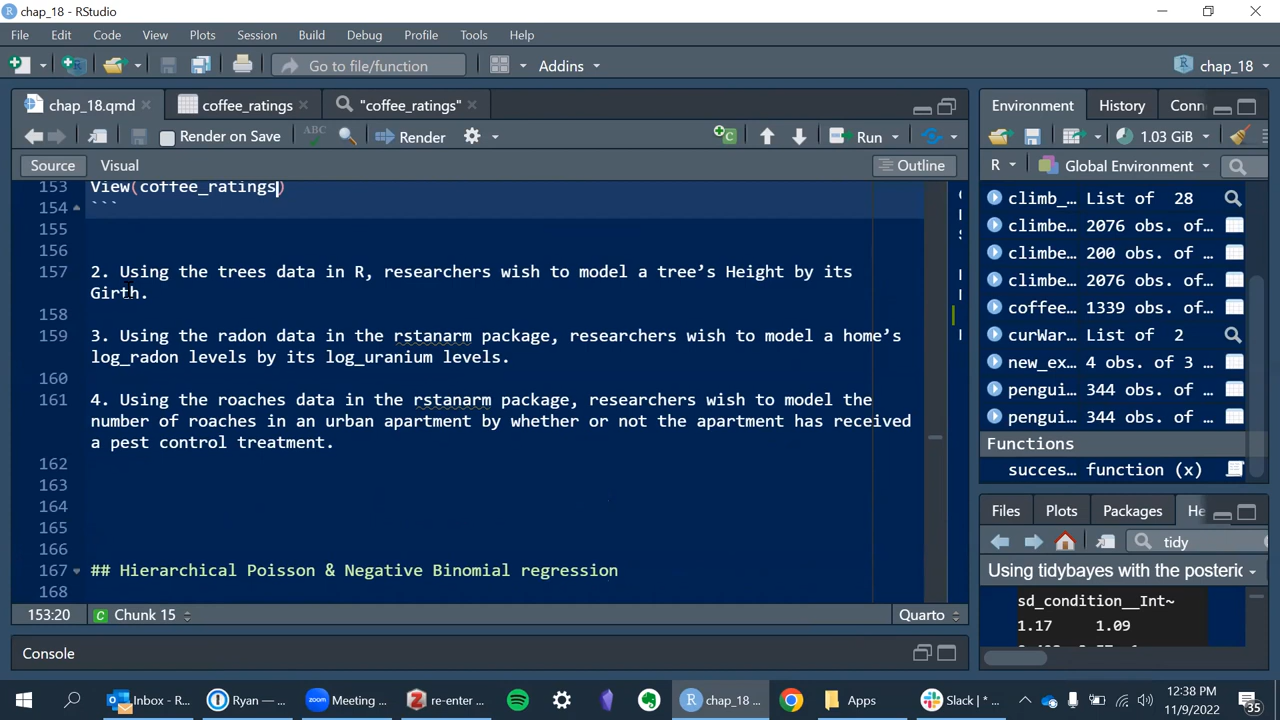 chap_18 - RStudio
File Edit Code View Plots Session Build Debug Profile Tools Help
Go to file/function Addins chap_18
chap_18.qmd coffee_ratings "coffee_ratings"
Render on Save ABC Render Run
Source Visual Outline
153 View(coffee_ratings)
154 ```
155
156
157 2. Using the trees data in R, researchers wish to model a tree’s Height by its
Girth.
158
159 3. Using the radon data in the rstanarm package, researchers wish to model a home’s
log_radon levels by its log_uranium levels.
160
161 4. Using the roaches data in the rstanarm package, researchers wish to model the
number of roaches in an urban apartment by whether or not the apartment has received
a pest control treatment.
162
163
164
165
166
167 ## Hierarchical Poisson & Negative Binomial regression
168
153:20 Chunk 15 Quarto
Console
Environment History Conn
1.03 GiB
R Global Environment
climb_… List of 28
climbe… 2076 obs. of…
climbe… 200 obs. of…
climbe… 2076 obs. of…
coffee… 1339 obs. of…
curWar… List of 2
new_ex… 4 obs. of 3 …
pengui… 344 obs. of…
pengui… 344 obs. of…
Functions
succes… function (x)
Files Plots Packages He
tidy
Using tidybayes with the posteric
sd_condition__Int~
1.17 1.09
Inbox - R... Ryan —... Meeting ... re-enter ... chap_18 ... Apps Slack | *...
12:38 PM
11/9/2022
35